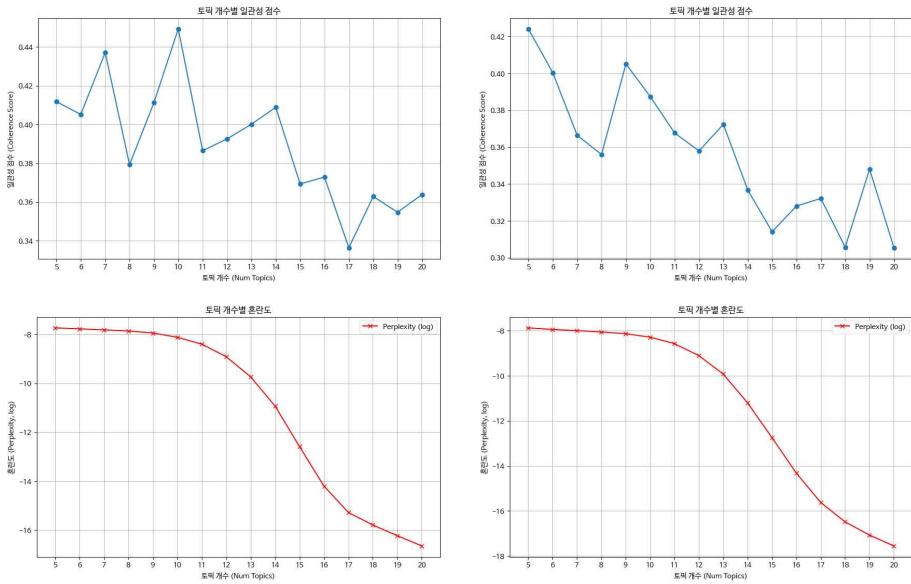 토픽 개수별 일관성 점수
일관성 점수 (Coherence Score)
0.44
0.42
0.40
0.38
0.36
0.34
5 6 7 8 9 10 11 12 13 14 15 16 17 18 19 20
토픽 개수 (Num Topics)
토픽 개수별 일관성 점수
일관성 점수 (Coherence Score)
0.42
0.40
0.38
0.36
0.34
0.32
0.30
5 6 7 8 9 10 11 12 13 14 15 16 17 18 19 20
토픽 개수 (Num Topics)
토픽 개수별 혼란도
Perplexity (log)
혼란도 (Perplexity, log)
−8
−10
−12
−14
−16
5 6 7 8 9 10 11 12 13 14 15 16 17 18 19 20
토픽 개수 (Num Topics)
토픽 개수별 혼란도
Perplexity (log)
혼란도 (Perplexity, log)
−8
−10
−12
−14
−16
−18
5 6 7 8 9 10 11 12 13 14 15 16 17 18 19 20
토픽 개수 (Num Topics)